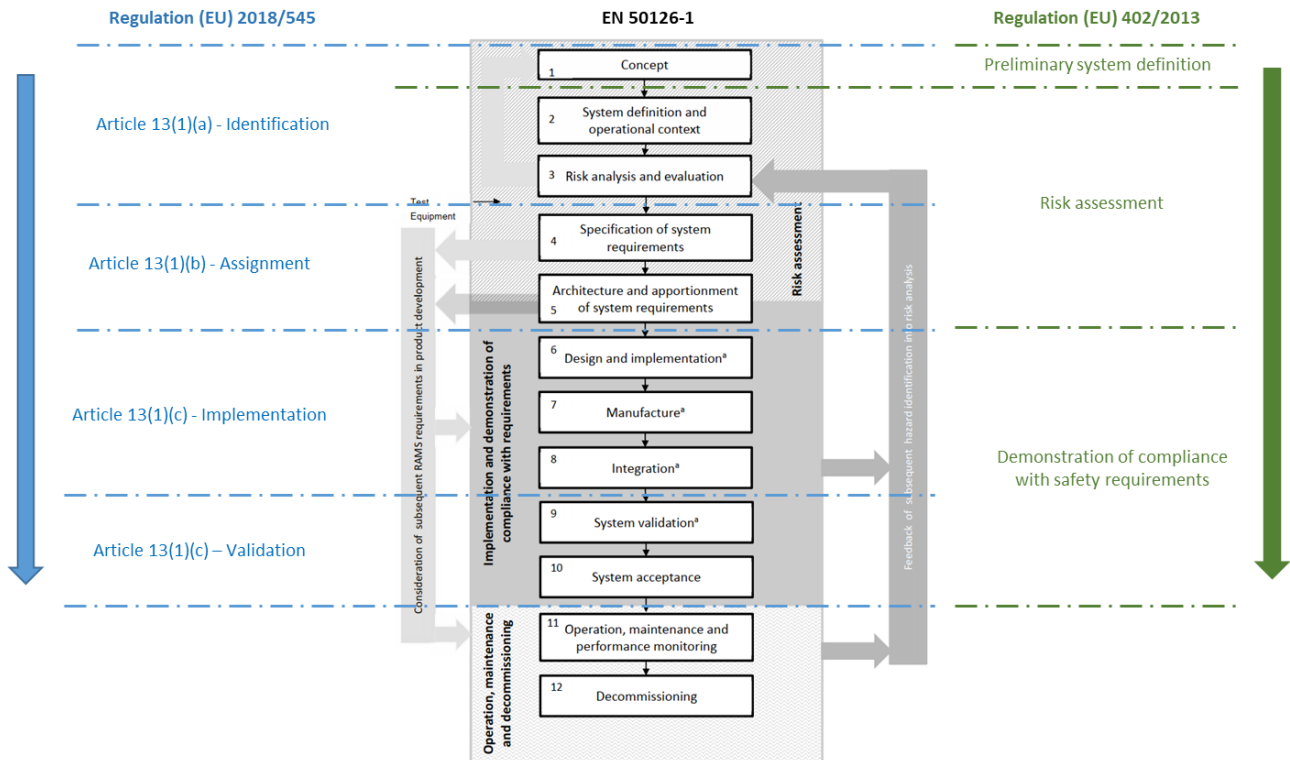 Regulation (EU) 2018/545
EN 50126-1
Regulation (EU) 402/2013
Article 13(1)(a) - Identification
Article 13(1)(b) - Assignment
Article 13(1)(c) - Implementation
Article 13(1)(c) – Validation
Test
Equipment
Consideration of subsequent RAMS requirements in product development
1
Concept
2
System definition and
operational context
3
Risk analysis and evaluation
4
Specification of system
requirements
Architecture and apportionment
5
of system requirements
6
Design and implementationᵃ
7
Manufactureᵃ
8
Integrationᵃ
9
System validationᵃ
10
System acceptance
11
Operation, maintenance and
performance monitoring
12
Decommissioning
Risk assessment
Implementation and demonstration of
compliance with requirements
Operation, maintenance
and decommissioning
Feedback of subsequent hazard identification into risk analysis
Preliminary system definition
Risk assessment
Demonstration of compliance
with safety requirements